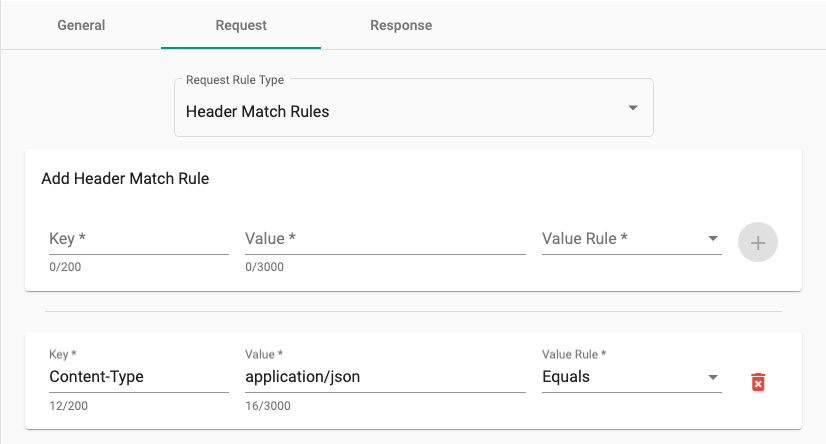 General Request Response
Request Rule Type
Header Match Rules
Add Header Match Rule
Key * Value * Value Rule *
0/200 0/3000
Key * Value * Value Rule *
Content-Type application/json Equals
12/200 16/3000